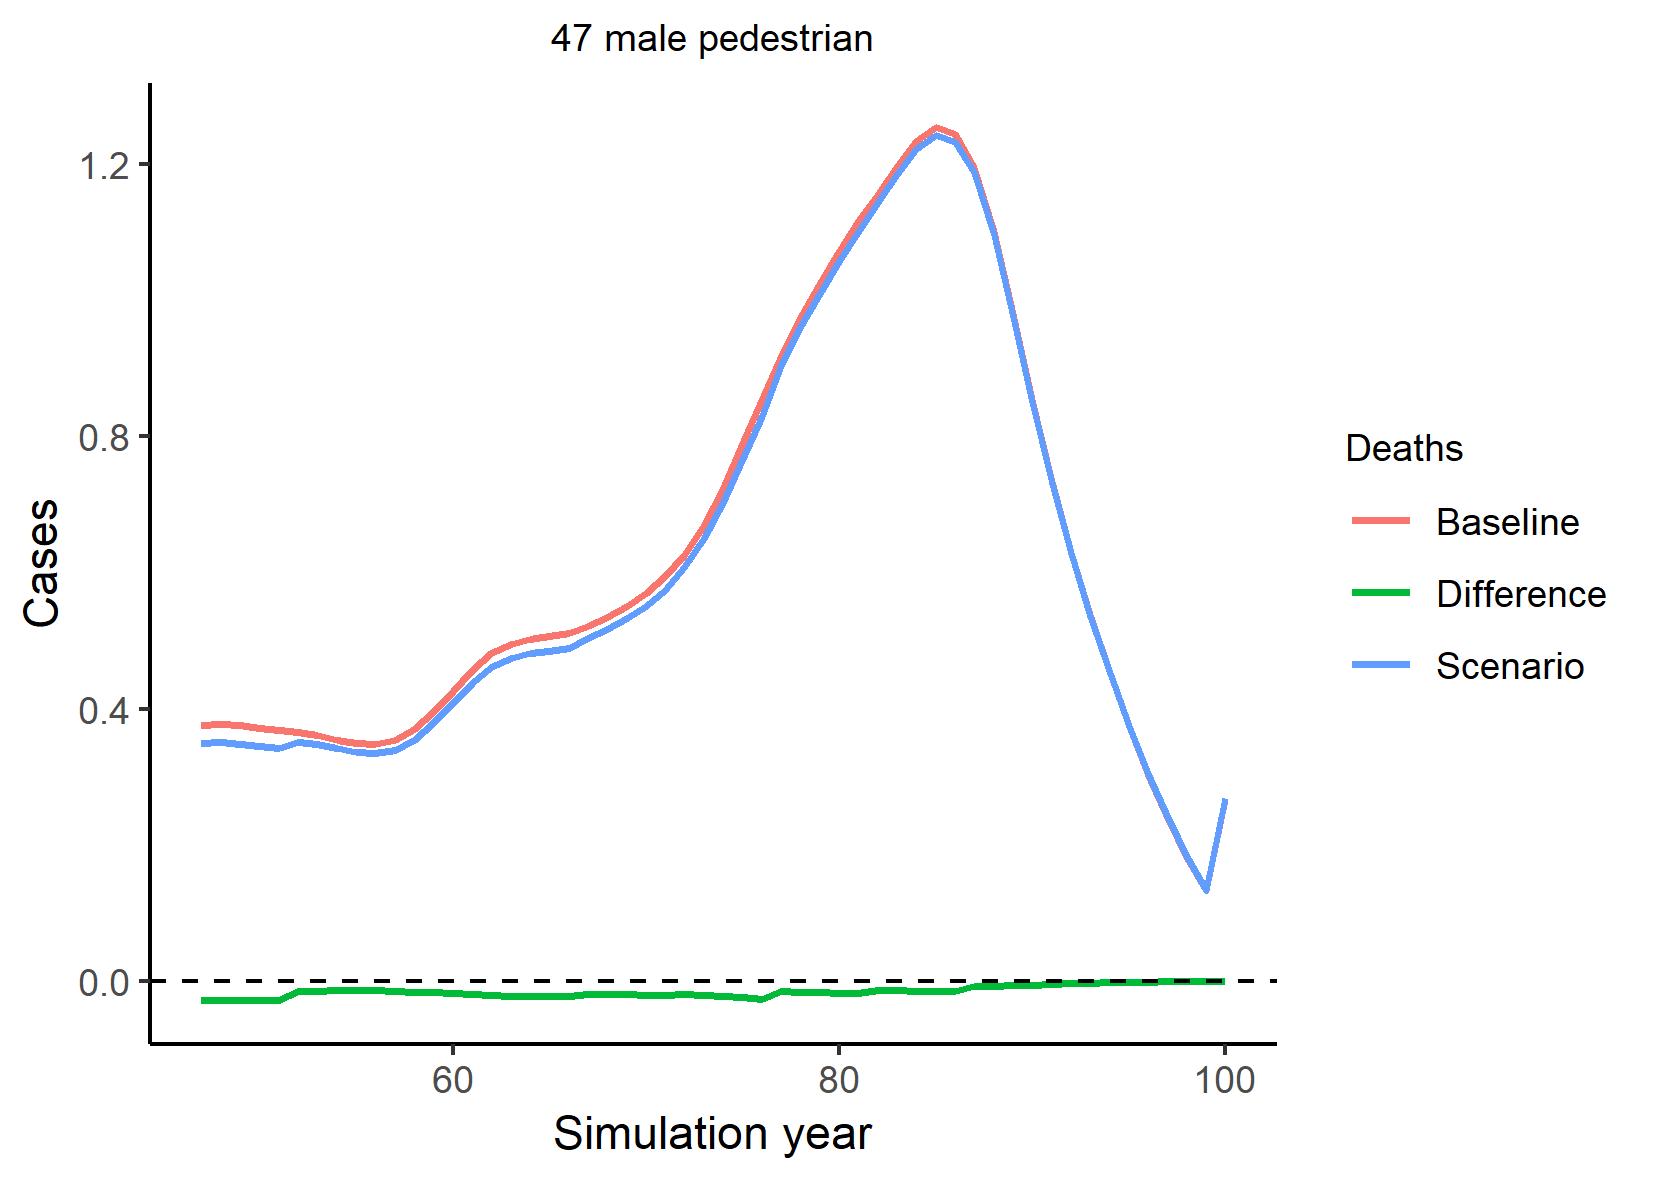 47 male pedestrian
1.2
0.8
0.4
0.0
Cases
60 80 100
Simulation year
Deaths
Baseline
Difference
Scenario